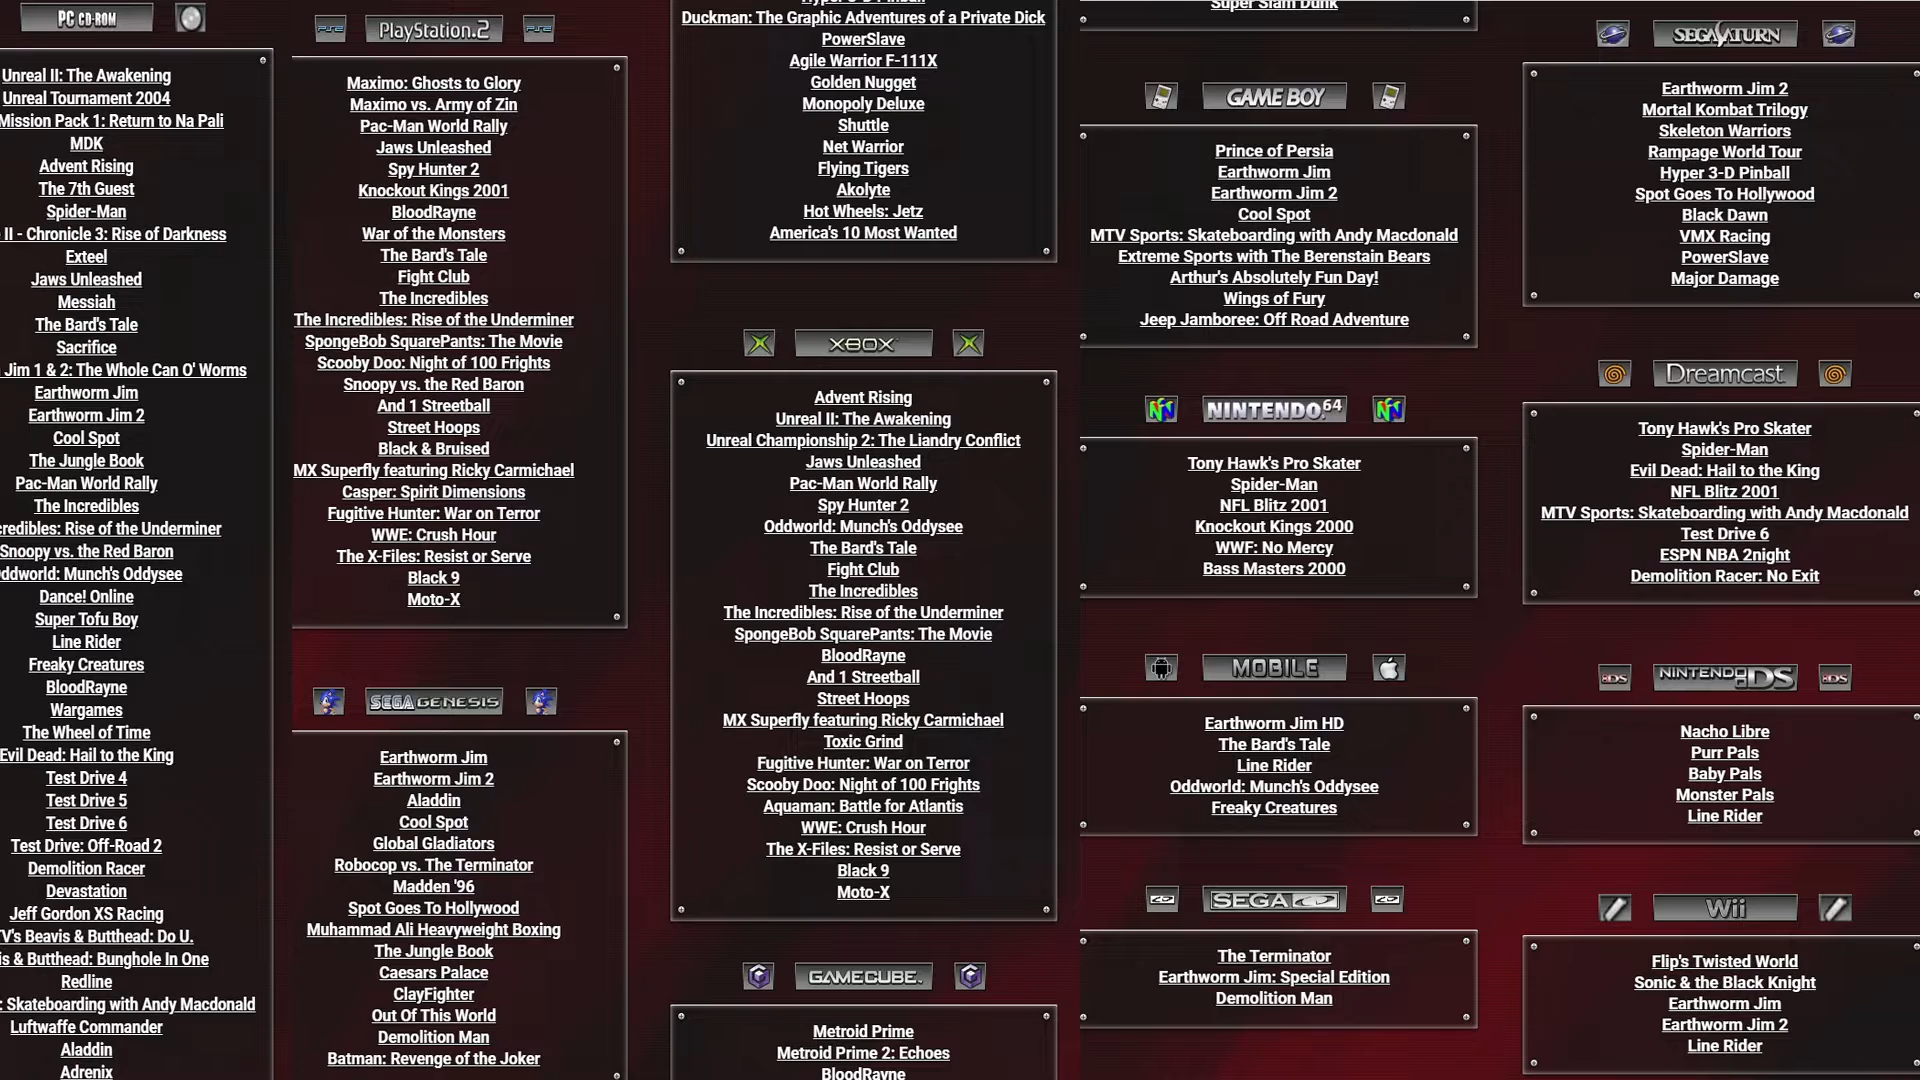 PC CD-ROM
Unreal II: The Awakening
Unreal Tournament 2004
Mission Pack 1: Return to Na Pali
MDK
Advent Rising
The 7th Guest
Spider-Man
II - Chronicle 3: Rise of Darkness
Exteel
Jaws Unleashed
Messiah
The Bard's Tale
Sacrifice
Jim 1 & 2: The Whole Can O' Worms
Earthworm Jim
Earthworm Jim 2
Cool Spot
The Jungle Book
Pac-Man World Rally
The Incredibles
credibles: Rise of the Underminer
Snoopy vs. the Red Baron
ddworld: Munch's Oddysee
Dance! Online
Super Tofu Boy
Line Rider
Freaky Creatures
BloodRayne
Wargames
The Wheel of Time
Evil Dead: Hail to the King
Test Drive 4
Test Drive 5
Test Drive 6
Test Drive: Off-Road 2
Demolition Racer
Devastation
Jeff Gordon XS Racing
V's Beavis & Butthead: Do U.
is & Butthead: Bunghole In One
Redline
: Skateboarding with Andy Macdonald
Luftwaffe Commander
Aladdin
Adrenix
PlayStation 2
Maximo: Ghosts to Glory
Maximo vs. Army of Zin
Pac-Man World Rally
Jaws Unleashed
Spy Hunter 2
Knockout Kings 2001
BloodRayne
War of the Monsters
The Bard's Tale
Fight Club
The Incredibles
The Incredibles: Rise of the Underminer
SpongeBob SquarePants: The Movie
Scooby Doo: Night of 100 Frights
Snoopy vs. the Red Baron
And 1 Streetball
Street Hoops
Black & Bruised
MX Superfly featuring Ricky Carmichael
Casper: Spirit Dimensions
Fugitive Hunter: War on Terror
WWE: Crush Hour
The X-Files: Resist or Serve
Black 9
Moto-X
SEGA GENESIS
Earthworm Jim
Earthworm Jim 2
Aladdin
Cool Spot
Global Gladiators
Robocop vs. The Terminator
Madden '96
Spot Goes To Hollywood
Muhammad Ali Heavyweight Boxing
The Jungle Book
Caesars Palace
ClayFighter
Out Of This World
Demolition Man
Batman: Revenge of the Joker
Hyper 3-D Pinball
Duckman: The Graphic Adventures of a Private Dick
PowerSlave
Agile Warrior F-111X
Golden Nugget
Monopoly Deluxe
Shuttle
Net Warrior
Flying Tigers
Akolyte
Hot Wheels: Jetz
America's 10 Most Wanted
XBOX
Advent Rising
Unreal II: The Awakening
Unreal Championship 2: The Liandry Conflict
Jaws Unleashed
Pac-Man World Rally
Spy Hunter 2
Oddworld: Munch's Oddysee
The Bard's Tale
Fight Club
The Incredibles
The Incredibles: Rise of the Underminer
SpongeBob SquarePants: The Movie
BloodRayne
And 1 Streetball
Street Hoops
MX Superfly featuring Ricky Carmichael
Toxic Grind
Fugitive Hunter: War on Terror
Scooby Doo: Night of 100 Frights
Aquaman: Battle for Atlantis
WWE: Crush Hour
The X-Files: Resist or Serve
Black 9
Moto-X
GAMECUBE
Metroid Prime
Metroid Prime 2: Echoes
BloodRayne
Super Slam Dunk
GAME BOY
Prince of Persia
Earthworm Jim
Earthworm Jim 2
Cool Spot
MTV Sports: Skateboarding with Andy Macdonald
Extreme Sports with The Berenstain Bears
Arthur's Absolutely Fun Day!
Wings of Fury
Jeep Jamboree: Off Road Adventure
NINTENDO 64
Tony Hawk's Pro Skater
Spider-Man
NFL Blitz 2001
Knockout Kings 2000
WWF: No Mercy
Bass Masters 2000
MOBILE
Earthworm Jim HD
The Bard's Tale
Line Rider
Oddworld: Munch's Oddysee
Freaky Creatures
SEGA CD
The Terminator
Earthworm Jim: Special Edition
Demolition Man
SEGA SATURN
Earthworm Jim 2
Mortal Kombat Trilogy
Skeleton Warriors
Rampage World Tour
Hyper 3-D Pinball
Spot Goes To Hollywood
Black Dawn
VMX Racing
PowerSlave
Major Damage
Dreamcast
Tony Hawk's Pro Skater
Spider-Man
Evil Dead: Hail to the King
NFL Blitz 2001
MTV Sports: Skateboarding with Andy Macdonald
Test Drive 6
ESPN NBA 2night
Demolition Racer: No Exit
NINTENDO DS
Nacho Libre
Purr Pals
Baby Pals
Monster Pals
Line Rider
Wii
Flip's Twisted World
Sonic & the Black Knight
Earthworm Jim
Earthworm Jim 2
Line Rider